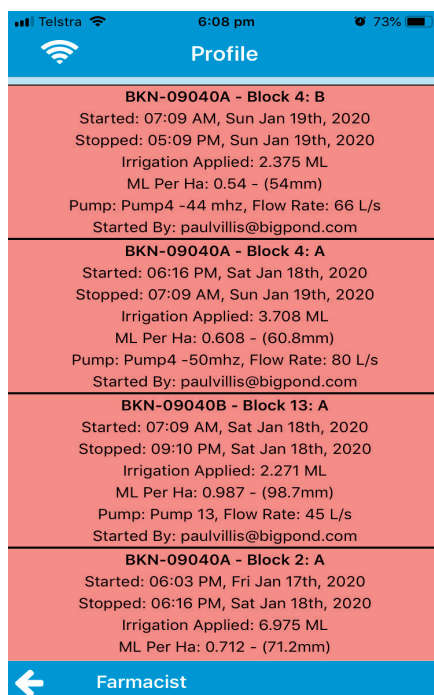 Telstra 6:08 pm 73%
Profile
BKN-09040A - Block 4: B
Started: 07:09 AM, Sun Jan 19th, 2020
Stopped: 05:09 PM, Sun Jan 19th, 2020
Irrigation Applied: 2.375 ML
ML Per Ha: 0.54 - (54mm)
Pump: Pump4 -44 mhz, Flow Rate: 66 L/s
Started By: paulvillis@bigpond.com
BKN-09040A - Block 4: A
Started: 06:16 PM, Sat Jan 18th, 2020
Stopped: 07:09 AM, Sun Jan 19th, 2020
Irrigation Applied: 3.708 ML
ML Per Ha: 0.608 - (60.8mm)
Pump: Pump4 -50mhz, Flow Rate: 80 L/s
Started By: paulvillis@bigpond.com
BKN-09040B - Block 13: A
Started: 07:09 AM, Sat Jan 18th, 2020
Stopped: 09:10 PM, Sat Jan 18th, 2020
Irrigation Applied: 2.271 ML
ML Per Ha: 0.987 - (98.7mm)
Pump: Pump 13, Flow Rate: 45 L/s
Started By: paulvillis@bigpond.com
BKN-09040A - Block 2: A
Started: 06:03 PM, Fri Jan 17th, 2020
Stopped: 06:16 PM, Sat Jan 18th, 2020
Irrigation Applied: 6.975 ML
ML Per Ha: 0.712 - (71.2mm)
Farmacist